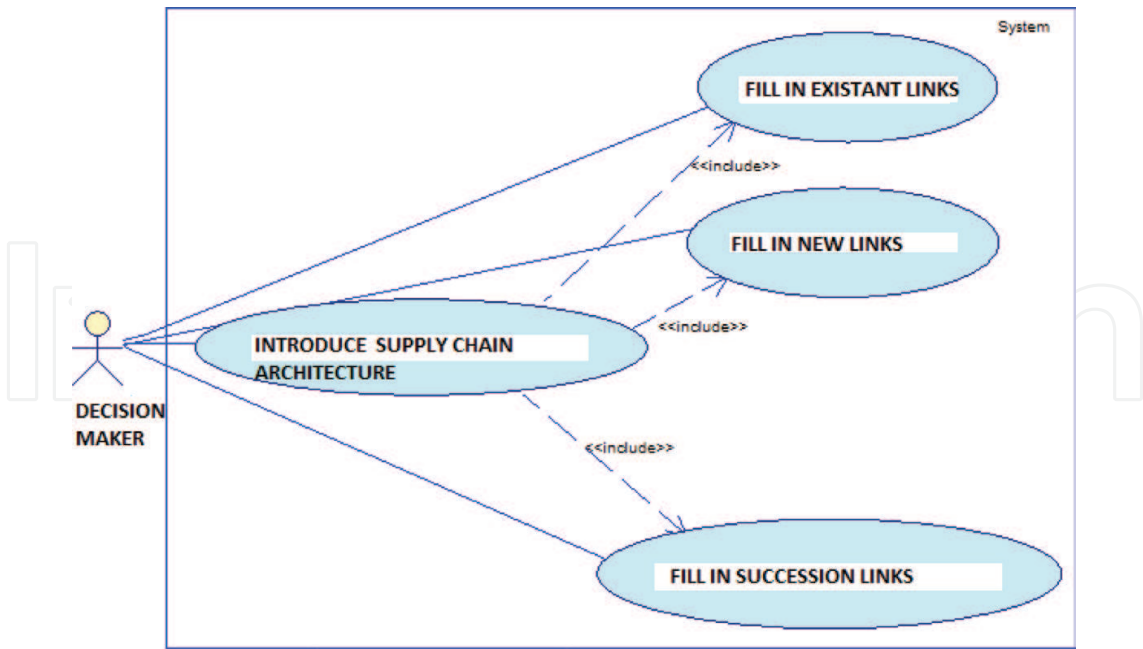 System
FILL IN EXISTANT LINKS
<<include>>
FILL IN NEW LINKS
<<include>>
INTRODUCE SUPPLY CHAIN
ARCHITECTURE
DECISION
MAKER
<<include>>
FILL IN SUCCESSION LINKS